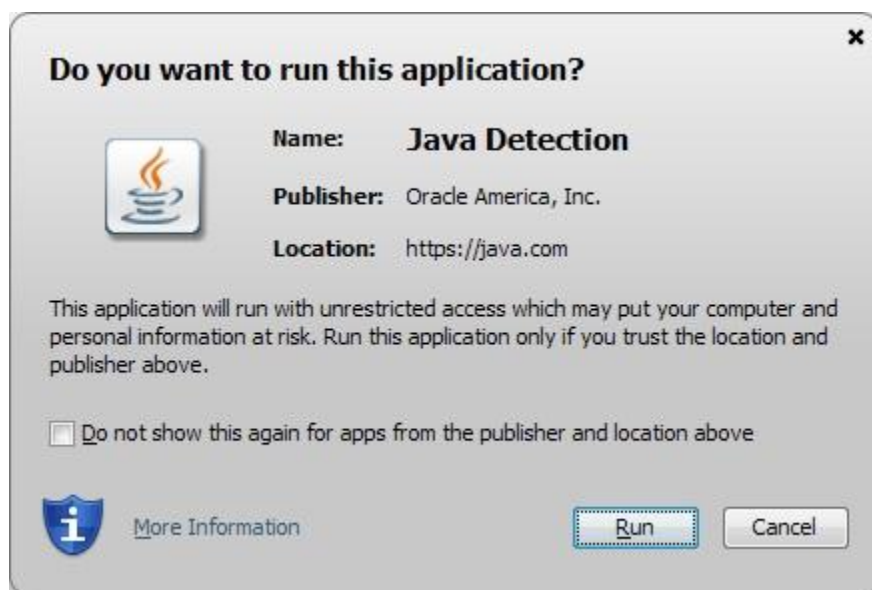 Do you want to run this application?
Name: Java Detection
Publisher: Oracle America, Inc.
Location: https://java.com
This application will run with unrestricted access which may put your computer and
personal information at risk. Run this application only if you trust the location and
publisher above.
Do not show this again for apps from the publisher and location above
More Information
Run
Cancel